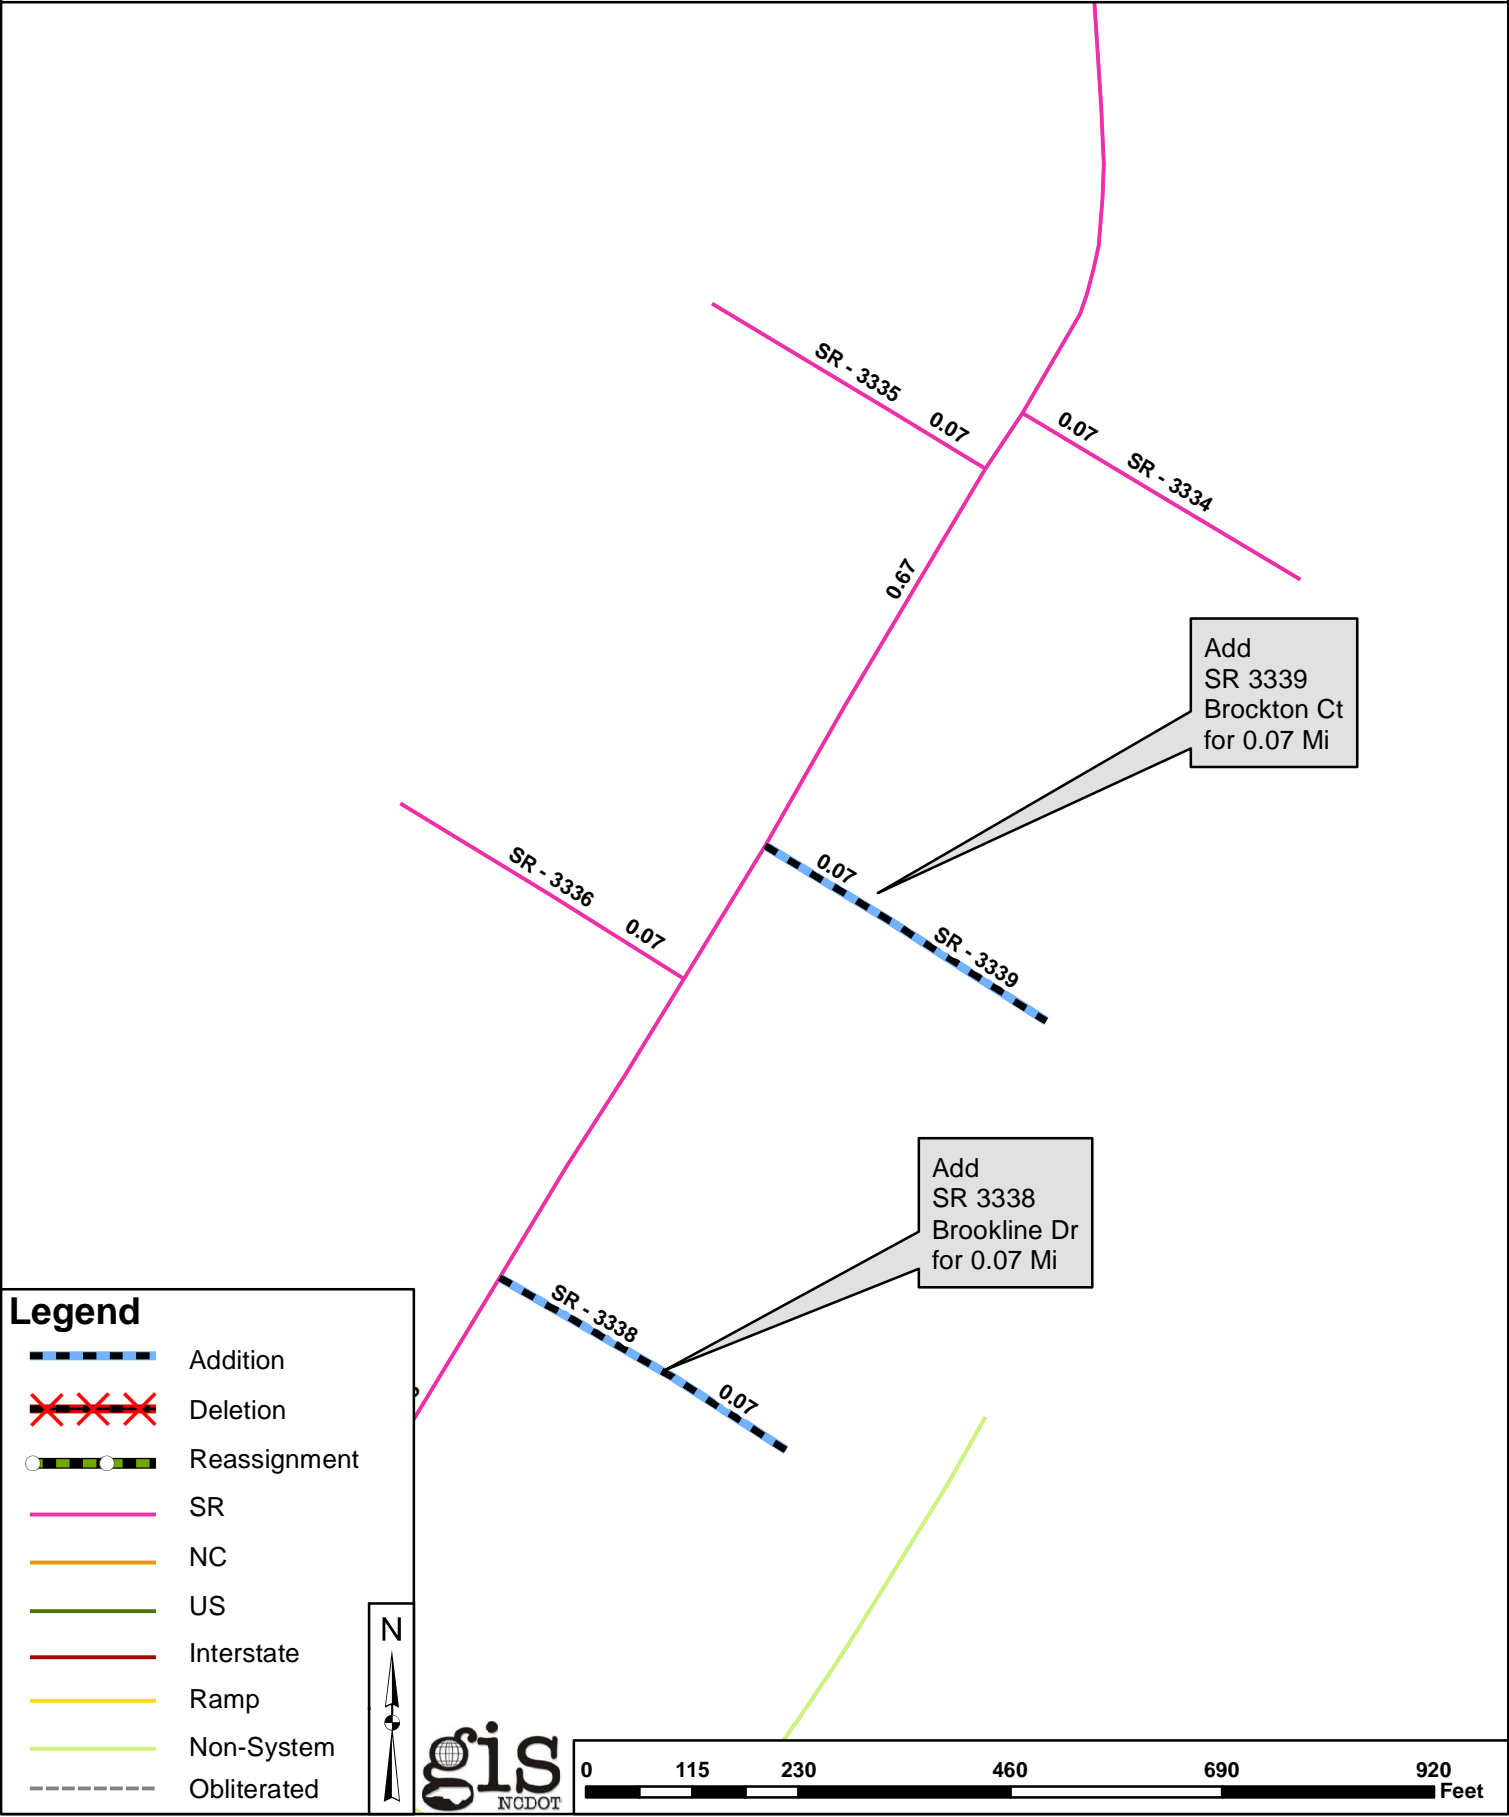 SR - 3335
0.07
0.07
SR - 3334
0.67
Add
SR 3339
Brockton Ct
for 0.07 Mi
SR - 3336
0.07
0.07
SR - 3339
Add
SR 3338
Brookline Dr
for 0.07 Mi
SR - 3338
0.07
Legend
Addition
Deletion
Reassignment
SR
NC
US
Interstate
Ramp
Non-System
Obliterated
N
gis
NCDOT
0 115 230 460 690 920
Feet